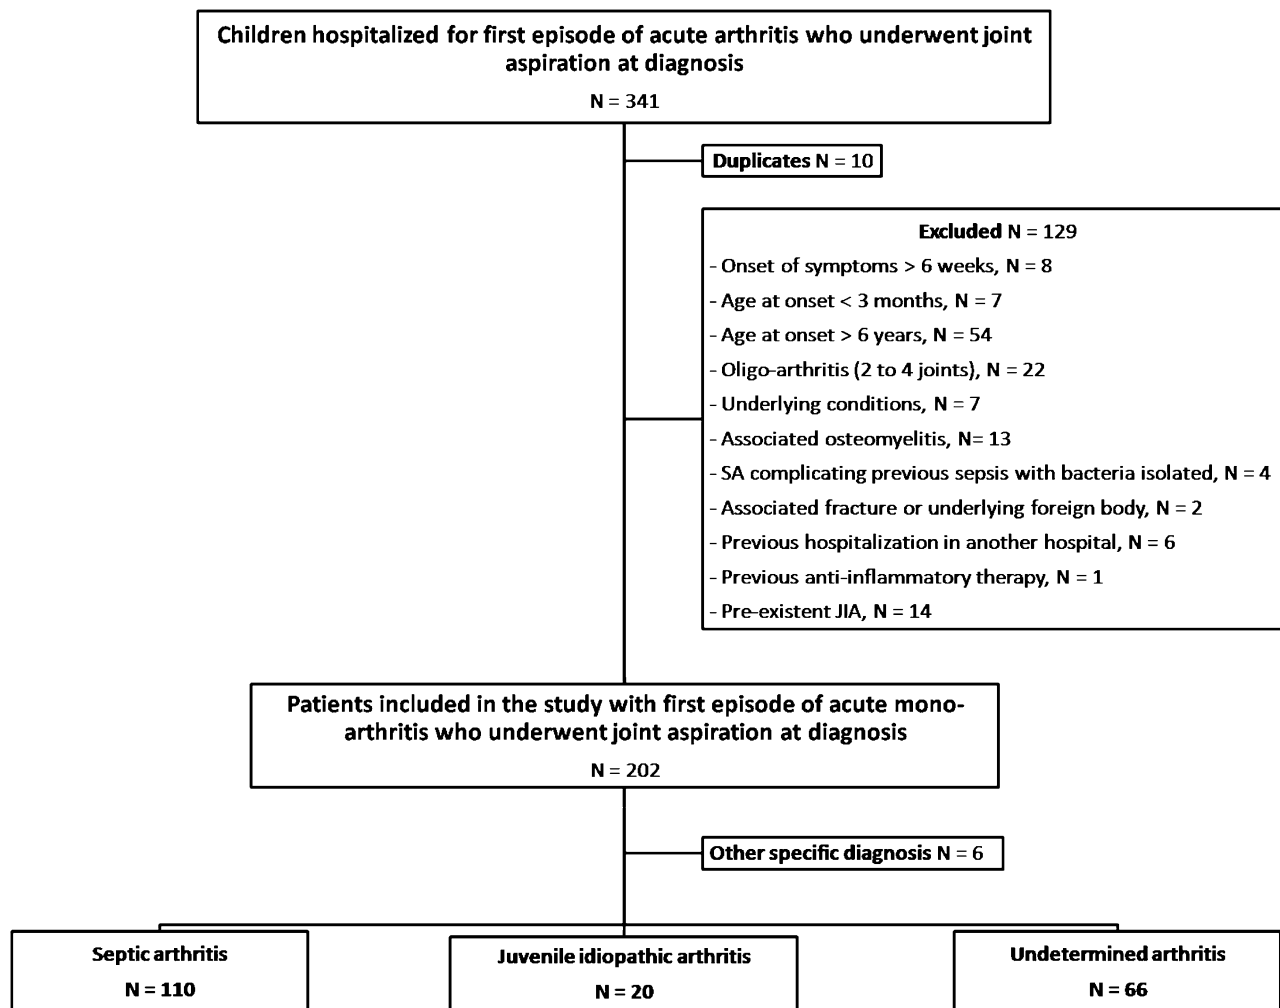 Children hospitalized for first episode of acute arthritis who underwent joint
aspiration at diagnosis
N = 341
Duplicates N = 10
Excluded N = 129
- Onset of symptoms > 6 weeks, N = 8
- Age at onset < 3 months, N = 7
- Age at onset > 6 years, N = 54
- Oligo-arthritis (2 to 4 joints), N = 22
- Underlying conditions, N = 7
- Associated osteomyelitis, N= 13
- SA complicating previous sepsis with bacteria isolated, N = 4
- Associated fracture or underlying foreign body, N = 2
- Previous hospitalization in another hospital, N = 6
- Previous anti-inflammatory therapy, N = 1
- Pre-existent JIA, N = 14
Patients included in the study with first episode of acute mono-
arthritis who underwent joint aspiration at diagnosis
N = 202
Other specific diagnosis N = 6
Septic arthritis
N = 110
Juvenile idiopathic arthritis
N = 20
Undetermined arthritis
N = 66